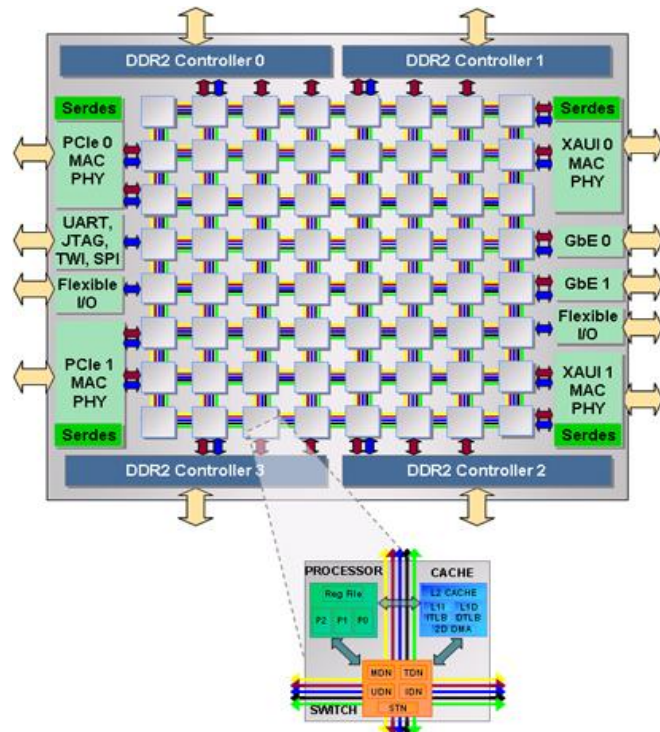 DDR2 Controller 0
DDR2 Controller 1
Serdes
PCIe 0
MAC
PHY
UART,
JTAG,
TWI, SPI
Flexible
I/O
PCIe 1
MAC
PHY
Serdes
Serdes
XAUI 0
MAC
PHY
GbE 0
GbE 1
Flexible
I/O
XAUI 1
MAC
PHY
Serdes
DDR2 Controller 3
DDR2 Controller 2
PROCESSOR
Reg File
P2 P1 P0
CACHE
L2 CACHE
L1I L1D
ITLB DTLB
2D DMA
MDN TDN
UDN IDN
STN
SWITCH